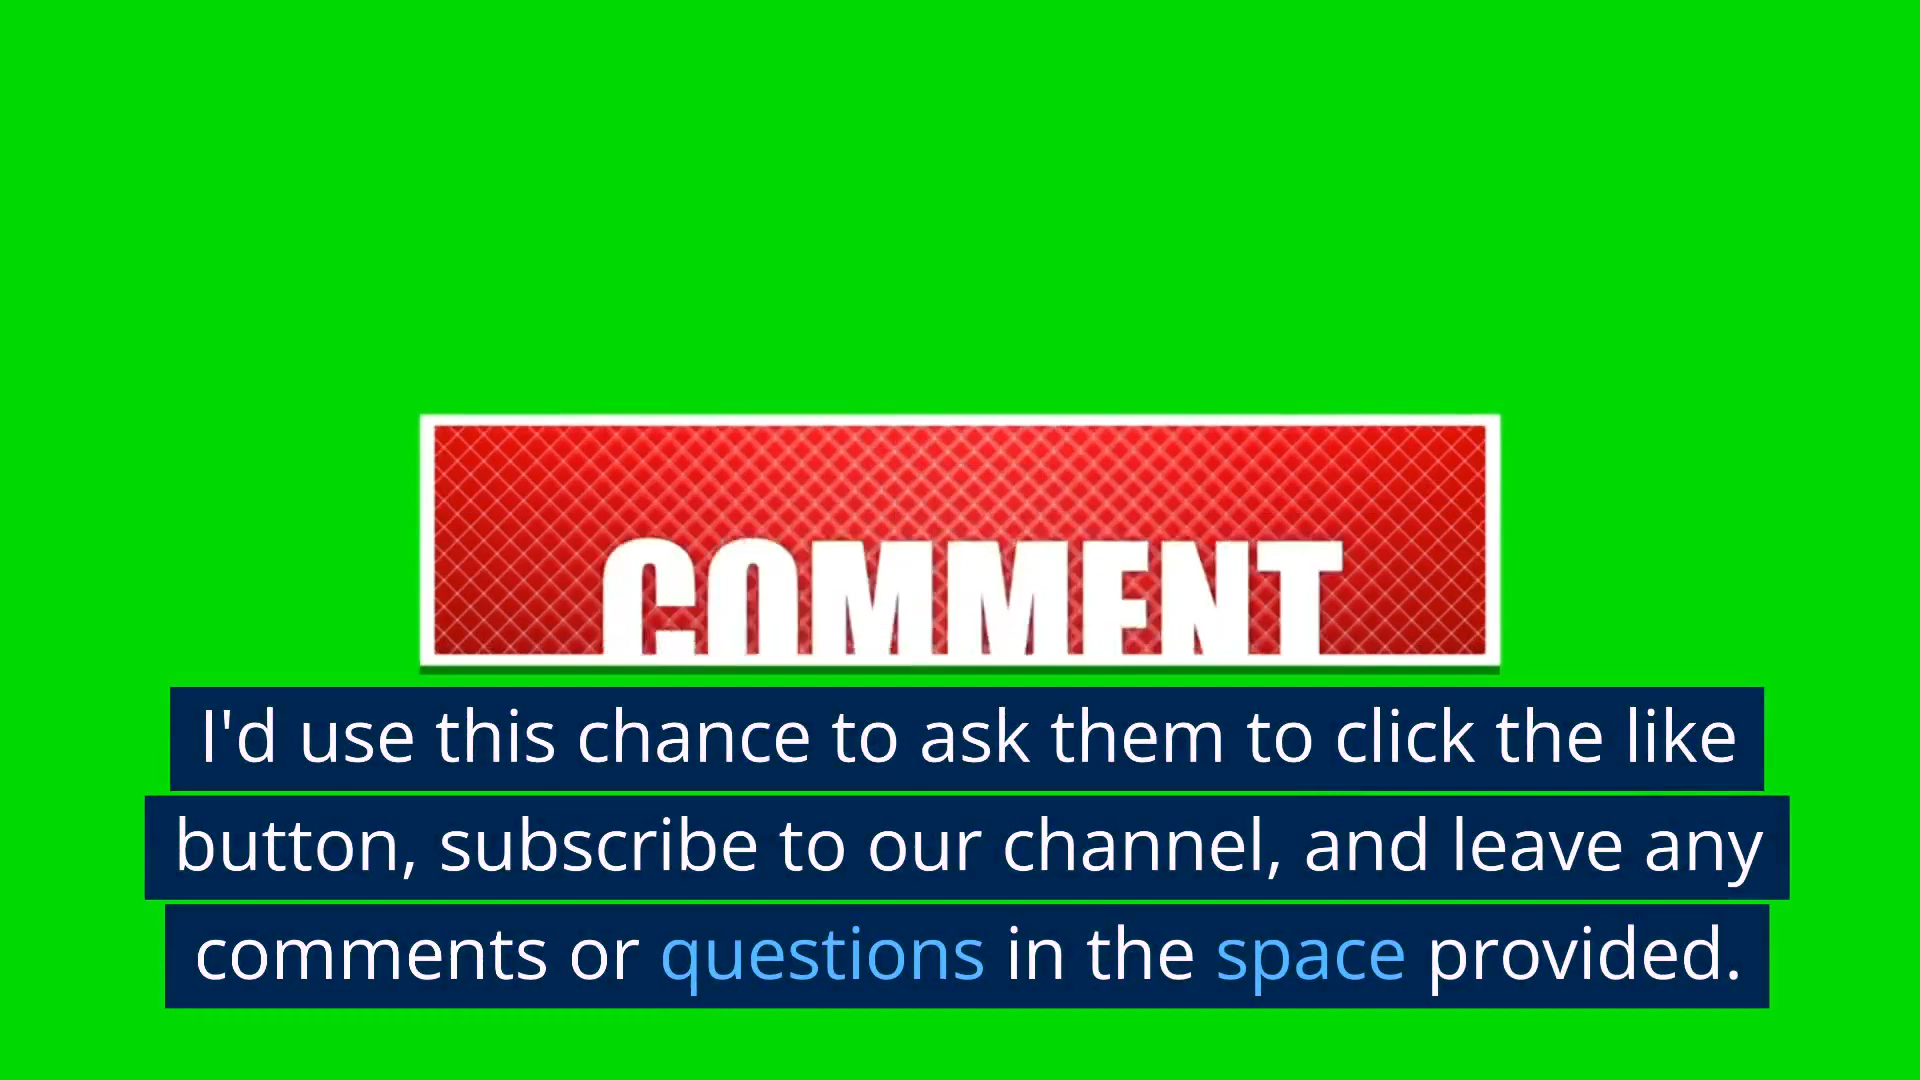 COMMENT
I'd use this chance to ask them to click the like
button, subscribe to our channel, and leave any
comments or questions in the space provided.